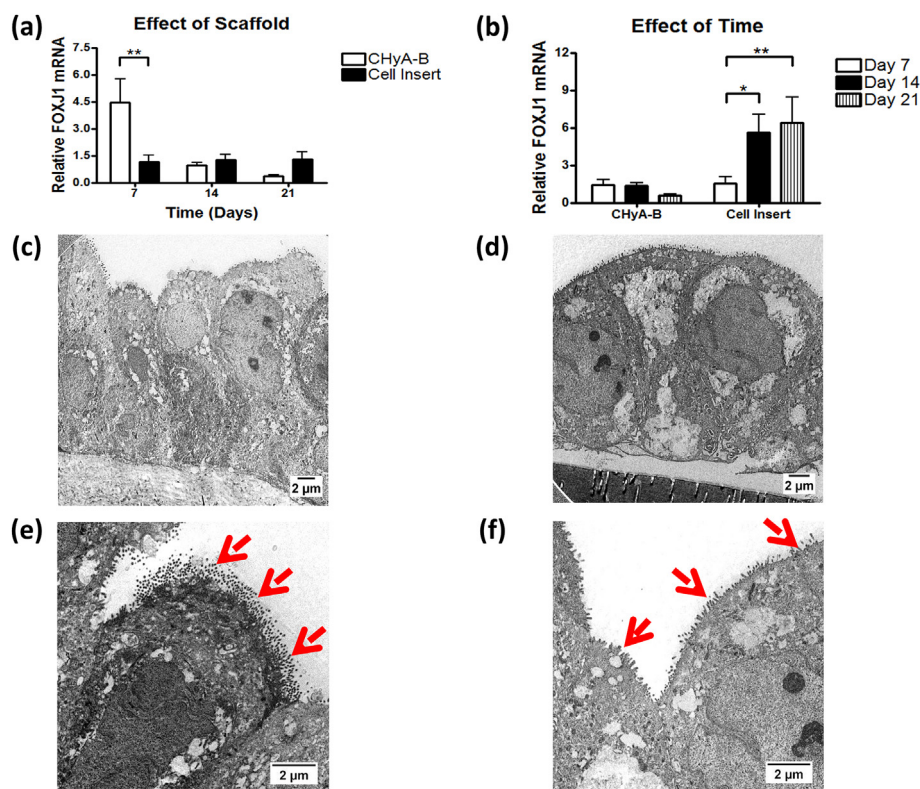 (a)
Effect of Scaffold
Relative FOXJ1 mRNA
7.5
6.0
4.5
3.0
1.5
0.0
**
CHyA-B
Cell Insert
7
14
21
Time (Days)
(b)
Effect of Time
Relative FOXJ1 mRNA
12
9
6
3
0
**
*
Day 7
Day 14
Day 21
CHyA-B
Cell Insert
(c)
2 µm
(d)
2 µm
(e)
2 µm
(f)
2 µm